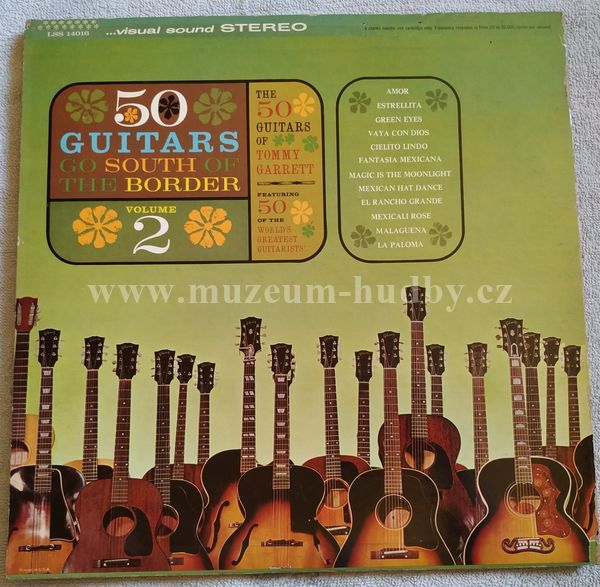 LSS 14016
...visual sound STEREO
50
GUITARS
GO SOUTH OF
THE BORDER
VOLUME
2
THE
50
GUITARS
OF
TOMMY
GARRETT
FEATURING
50
OF THE
WORLD'S
GREATEST
GUITARISTS!
AMOR
ESTRELLITA
GREEN EYES
VAYA CON DIOS
CIELITO LINDO
FANTASIA MEXICANA
MAGIC IS THE MOONLIGHT
MEXICAN HAT DANCE
EL RANCHO GRANDE
MEXICALI ROSE
MALAGUENA
LA PALOMA
www.muzeum-hudby.cz